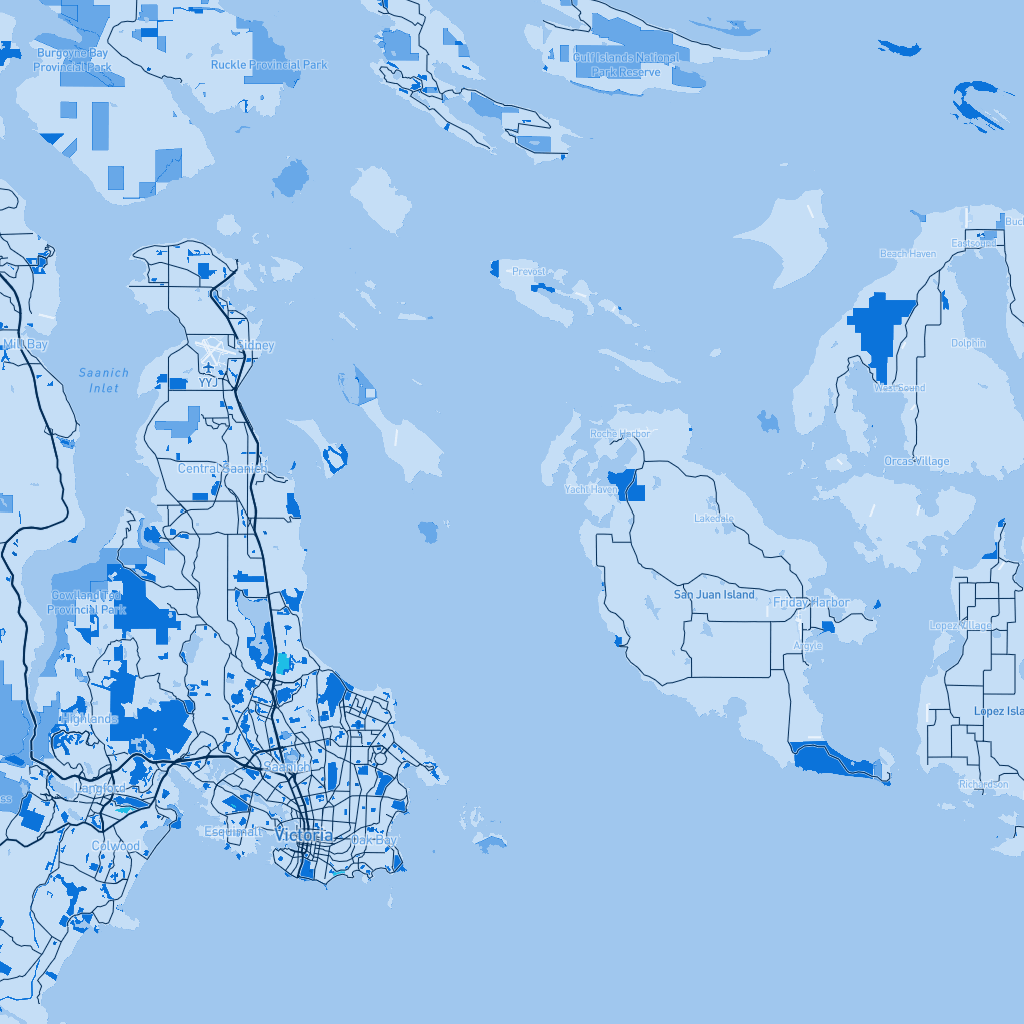 Burgoyne Bay
Provincial Park
Ruckle Provincial Park
Gulf Islands National
Park Reserve
Eastsound
Beach Haven
Prevost
Mill Bay
Sidney
Dolphin
Saanich
Inlet
YYJ
West Sound
Roche Harbor
Central Saanich
Orcas Village
Yacht Haven
Lakedale
Gowlland Tod
Provincial Park
San Juan Island
Friday Harbor
Lopez Village
Argyle
Highlands
Saanich
Langford
Richardson
Esquimalt
Victoria
Oak Bay
Colwood